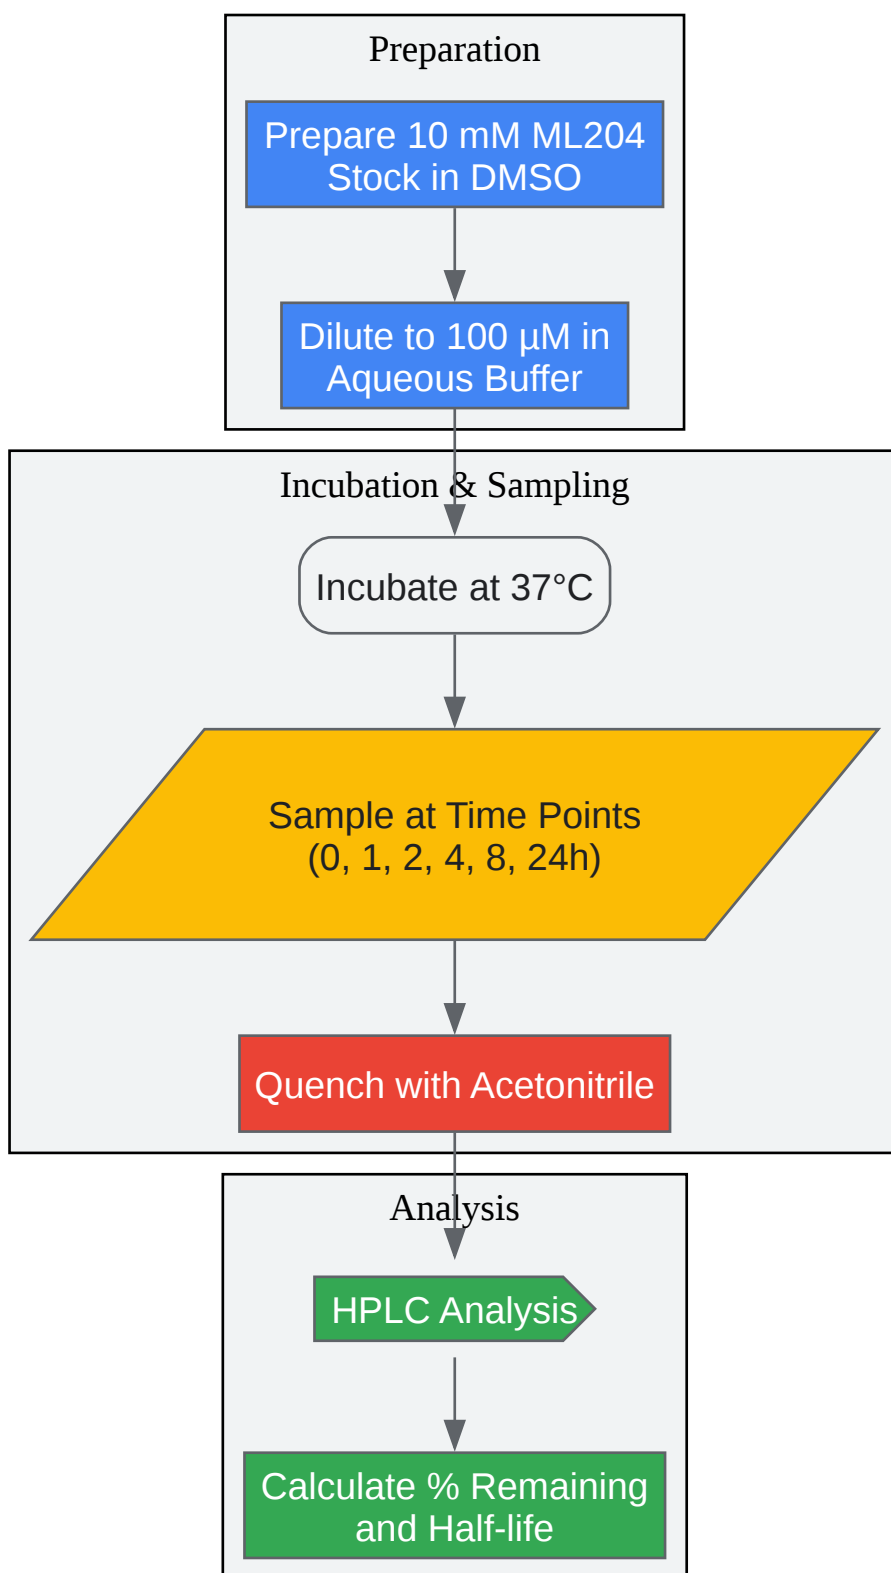 Preparation
Prepare 10 mM ML204
Stock in DMSO
Dilute to 100 µM in
Aqueous Buffer
Incubation & Sampling
Incubate at 37°C
Sample at Time Points
(0, 1, 2, 4, 8, 24h)
Quench with Acetonitrile
Analysis
HPLC Analysis
Calculate % Remaining
and Half-life